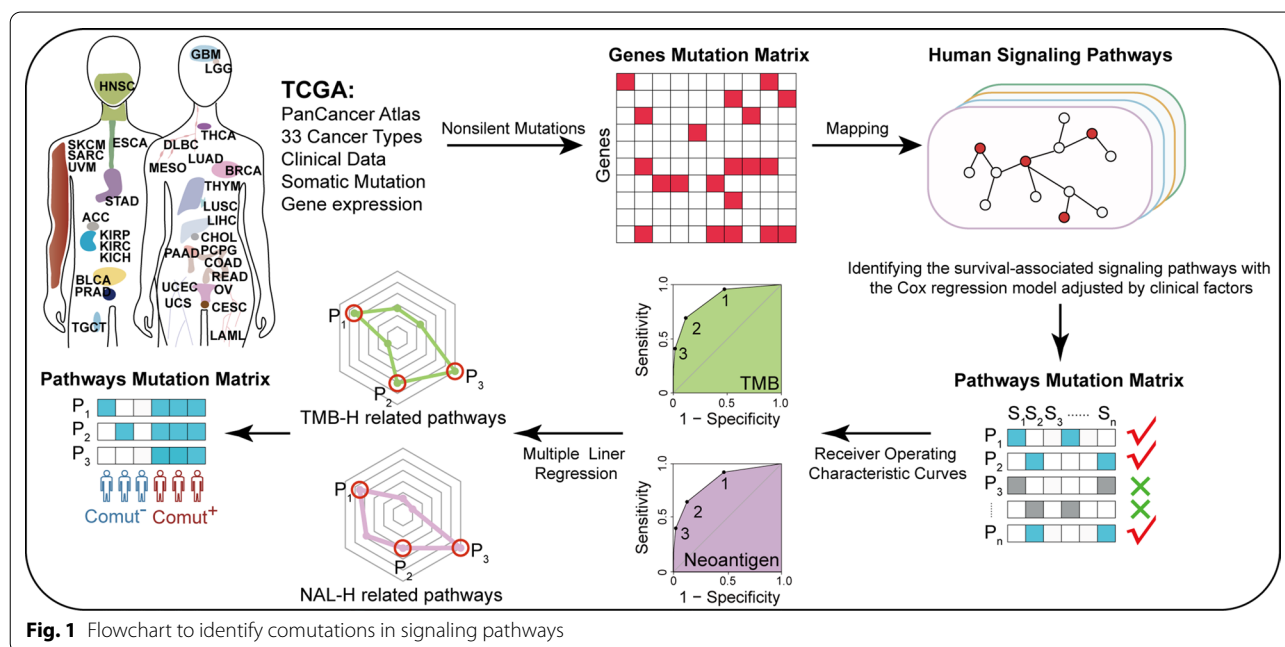 GBM
LGG
HNSC
THCA
ESCA
DLBC
SKCM
SARC
UVM
LUAD
MESO
BRCA
THYM
STAD
LUSC
LIHC
ACC
CHOL
KIRP
KIRC
KICH
PAAD
PCPG
COAD
READ
BLCA
PRAD
UCEC
OV
UCS
CESC
TGCT
LAML
TCGA:
PanCancer Atlas
33 Cancer Types
Clinical Data
Somatic Mutation
Gene expression
Nonsilent Mutations
Genes Mutation Matrix
Genes
Mapping
Human Signaling Pathways
Identifying the survival-associated signaling pathways with
the Cox regression model adjusted by clinical factors
Pathways Mutation Matrix
S1 S2 S3 ...... Sn
P1
P2
P3
......
Pn
Receiver Operating
Characteristic Curves
Sensitivity
1.0
0.5
0
1
2
3
TMB
0.5
1.0
1 − Specificity
Sensitivity
1.0
0.5
0
1
2
3
Neoantigen
0.5
1.0
1 − Specificity
Multiple Liner
Regression
P1
P2
P3
TMB-H related pathways
P1
P2
P3
NAL-H related pathways
Pathways Mutation Matrix
P1
P2
P3
Comut- Comut+
Fig. 1 Flowchart to identify comutations in signaling pathways